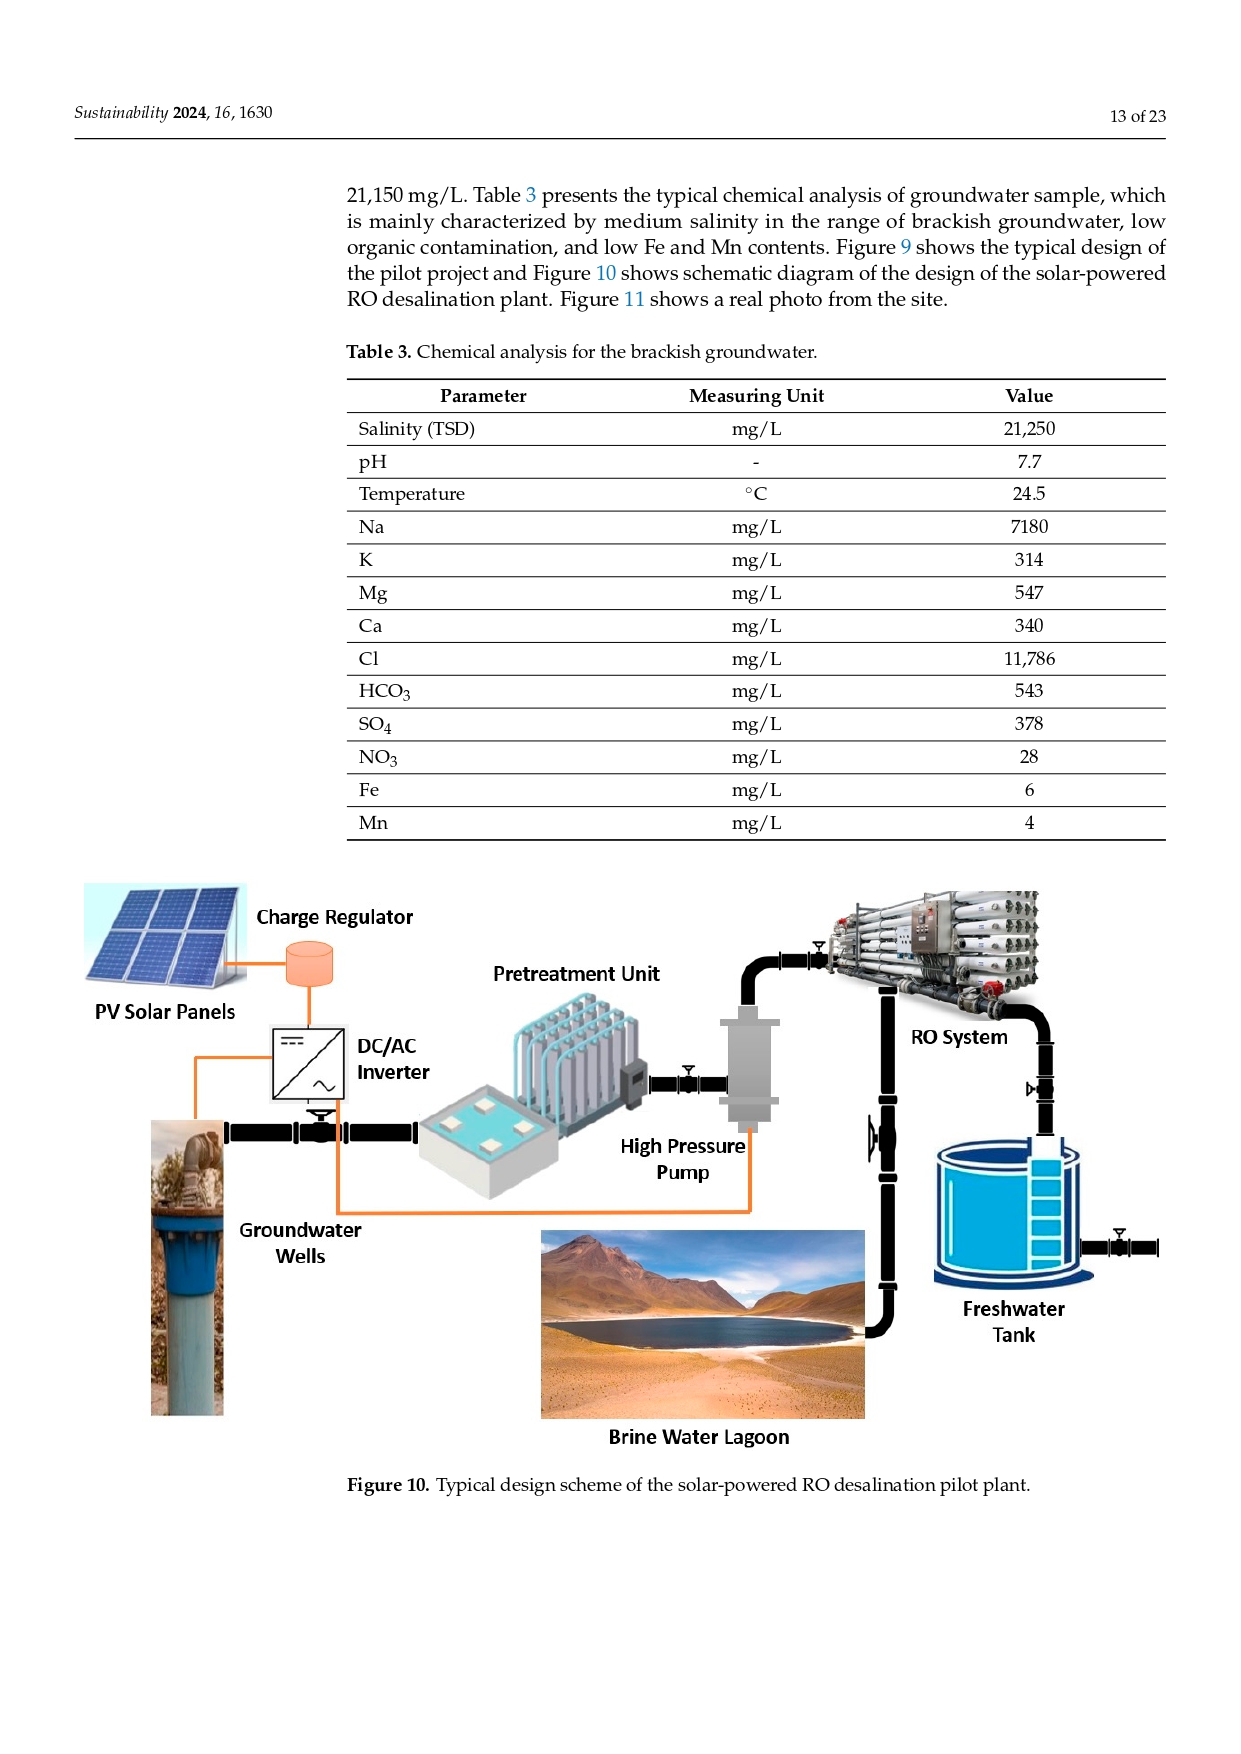 Sustainability 2024, 16, 1630
13 of 23
21,150 mg/L. Table 3 presents the typical chemical analysis of groundwater sample, which
is mainly characterized by medium salinity in the range of brackish groundwater, low
organic contamination, and low Fe and Mn contents. Figure 9 shows the typical design of
the pilot project and Figure 10 shows schematic diagram of the design of the solar-powered
RO desalination plant. Figure 11 shows a real photo from the site.
Table 3. Chemical analysis for the brackish groundwater.
Parameter Measuring Unit Value
Salinity (TSD) mg/L 21,250
pH - 7.7
Temperature °C 24.5
Na mg/L 7180
K mg/L 314
Mg mg/L 547
Ca mg/L 340
Cl mg/L 11,786
HCO3 mg/L 543
SO4 mg/L 378
NO3 mg/L 28
Fe mg/L 6
Mn mg/L 4
Charge Regulator
Pretreatment Unit
PV Solar Panels
RO System
DC/AC
Inverter
High Pressure
Pump
Groundwater
Wells
Freshwater
Tank
Brine Water Lagoon
Figure 10. Typical design scheme of the solar-powered RO desalination pilot plant.